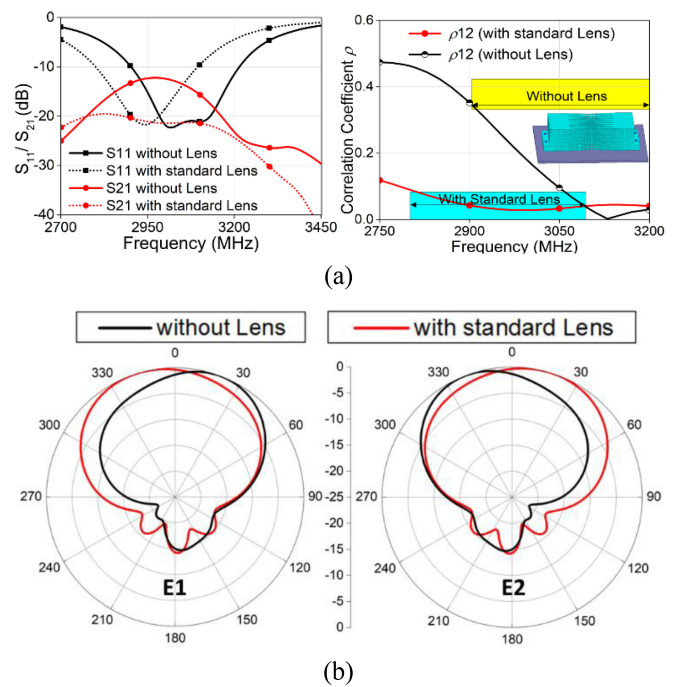 (a)
S11/ S21 (dB)
0
-10
-20
-30
-40
S11 without Lens
S11 with standard Lens
S21 without Lens
S21 with standard Lens
2700 2950 3200 3450
Frequency (MHz)
Correlation Coefficient ρ
0.6
0.4
0.2
0.0
ρ12 (with standard Lens)
ρ12 (without Lens)
Without Lens
With Standard Lens
2750 2900 3050 3200
Frequency (MHz)
(a)
without Lens
with standard Lens
0
330 30
300 60
270 90
240 120
210 150
180
E1
0
-5
-10
-15
-20
-25
-20
-15
-10
-5
0
0
330 30
300 60
270 90
240 120
210 150
180
E2
(b)